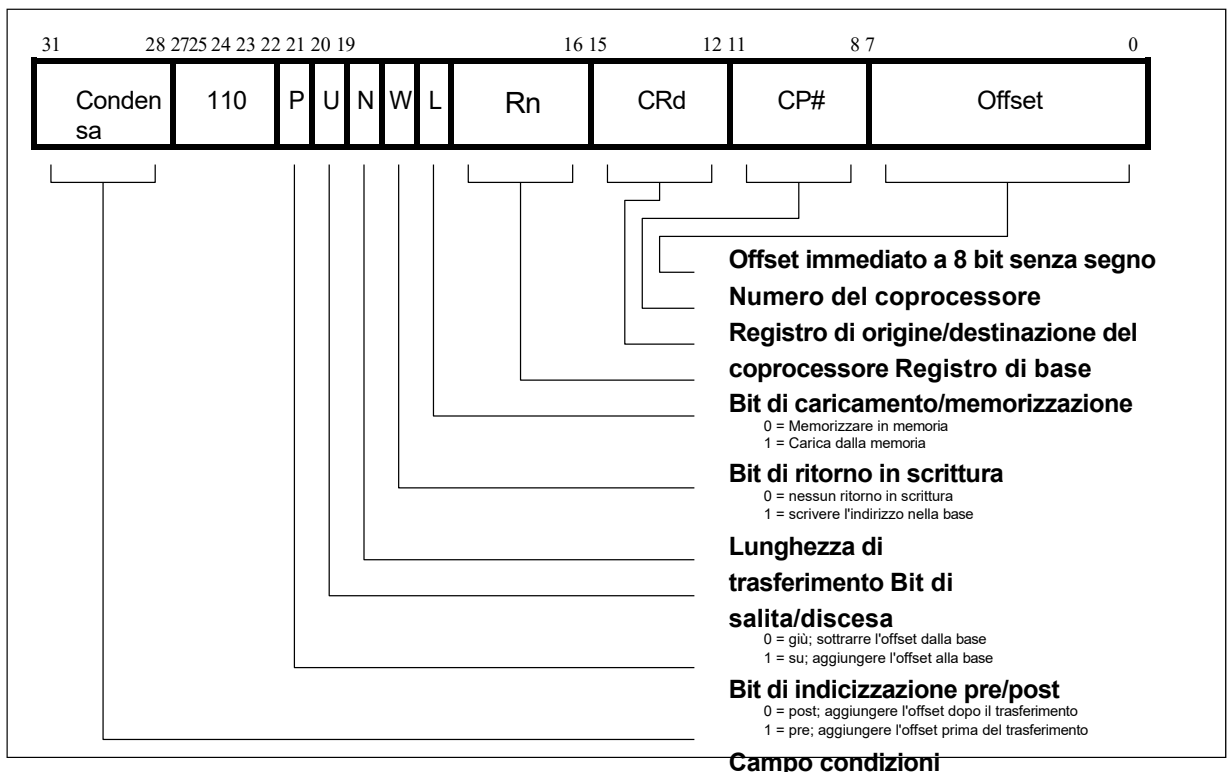 31 28 2725 24 23 22 21 20 19 16 15 12 11 8 7 0
Conden
sa 110 P U N W L Rn CRd CP# Offset
Offset immediato a 8 bit senza segno
Numero del coprocessore
Registro di origine/destinazione del
coprocessore Registro di base
Bit di caricamento/memorizzazione
0 = Memorizzare in memoria
1 = Carica dalla memoria
Bit di ritorno in scrittura
0 = nessun ritorno in scrittura
1 = scrivere l'indirizzo nella base
Lunghezza di
trasferimento Bit di
salita/discesa
0 = giù; sottrarre l'offset dalla base
1 = su; aggiungere l'offset alla base
Bit di indicizzazione pre/post
0 = post; aggiungere l'offset dopo il trasferimento
1 = pre; aggiungere l'offset prima del trasferimento
Campo condizioni